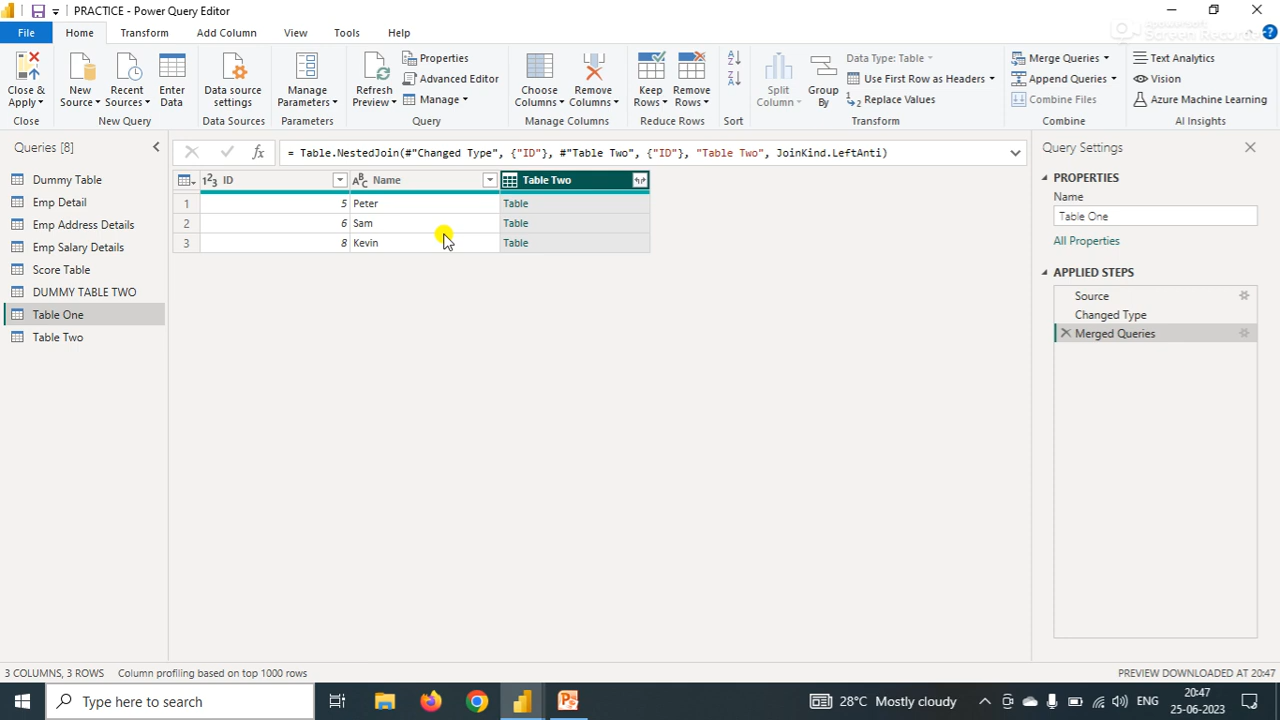 PRACTICE - Power Query Editor
File Home Transform Add Column View Tools Help
Close & Apply
New Source
Recent Sources
Enter Data
Data source settings
Manage Parameters
Refresh Preview
Properties
Advanced Editor
Manage
Choose Columns
Remove Columns
Keep Rows
Remove Rows
Split Column
Group By
Data Type: Table
Use First Row as Headers
Replace Values
Merge Queries
Append Queries
Combine Files
Text Analytics
Vision
Azure Machine Learning
Close New Query Data Sources Parameters Query Manage Columns Reduce Rows Sort Transform Combine AI Insights
Queries [8]
Dummy Table
Emp Detail
Emp Address Details
Emp Salary Details
Score Table
DUMMY TABLE TWO
Table One
Table Two
= Table.NestedJoin(#"Changed Type", {"ID"}, #"Table Two", {"ID"}, "Table Two", JoinKind.LeftAnti)
ID Name Table Two
1 5 Peter Table
2 6 Sam Table
3 8 Kevin Table
Query Settings
PROPERTIES
Name
Table One
All Properties
APPLIED STEPS
Source
Changed Type
Merged Queries
3 COLUMNS, 3 ROWS Column profiling based on top 1000 rows
PREVIEW DOWNLOADED AT 20:47
Type here to search
28°C Mostly cloudy
ENG
20:47
25-06-2023